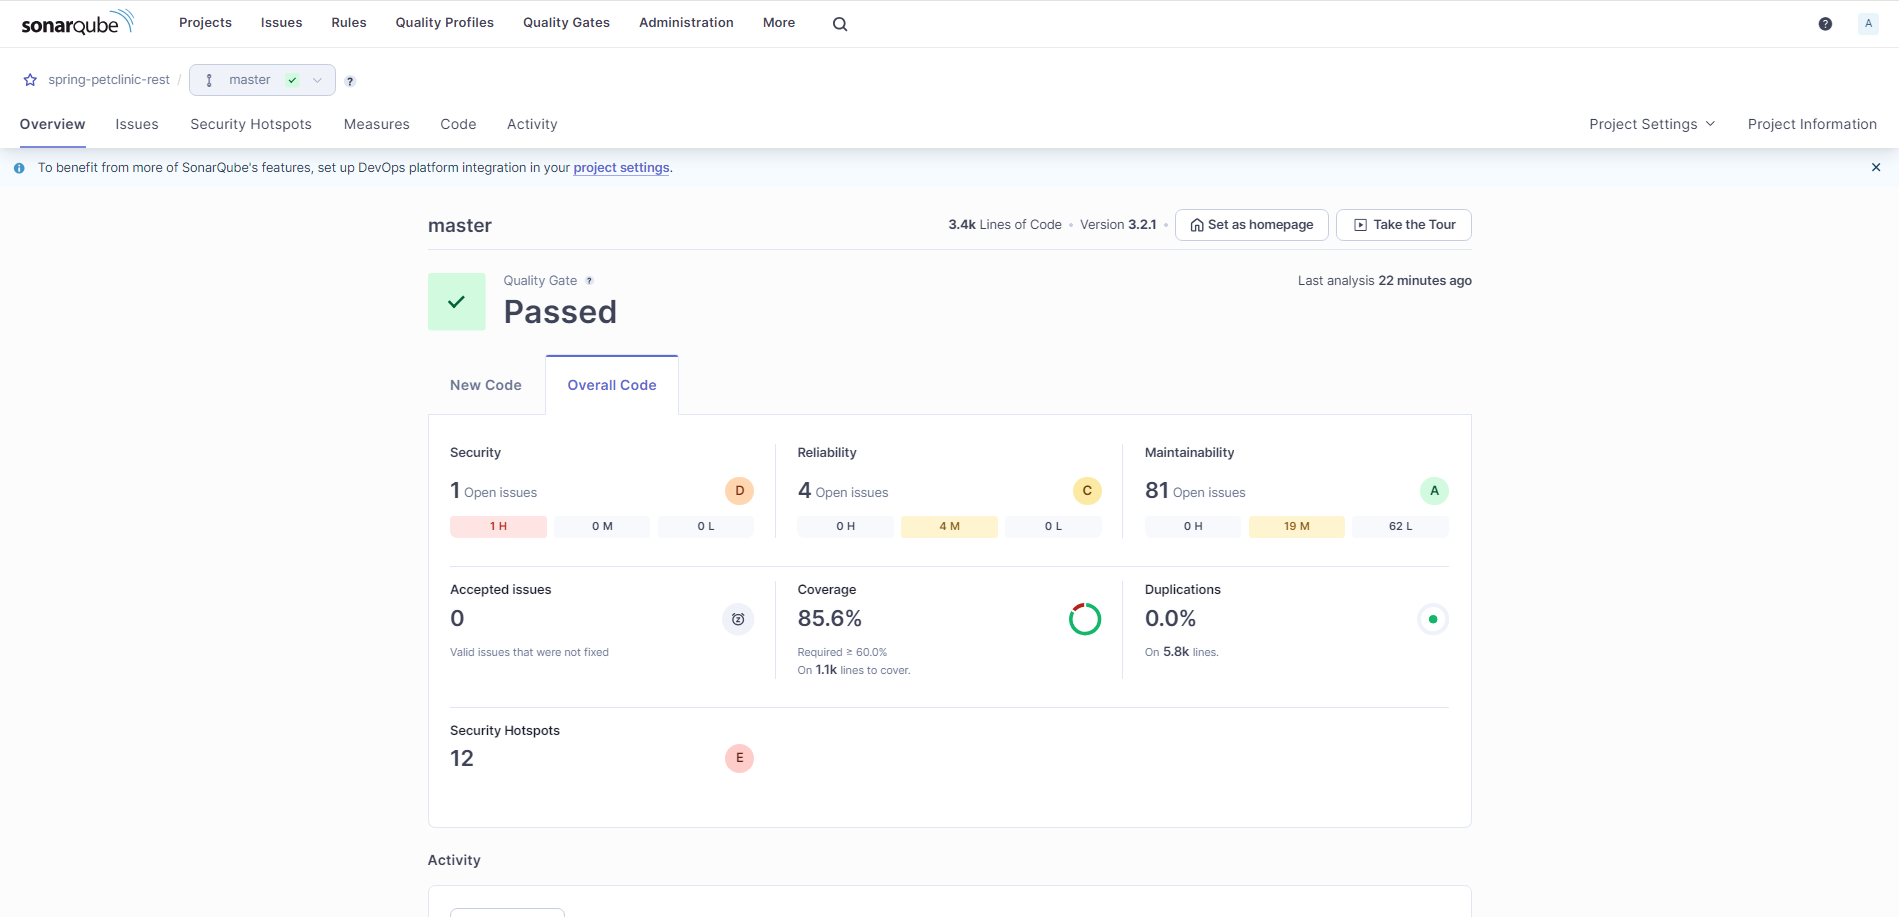 sonarqube Projects Issues Rules Quality Profiles Quality Gates Administration More ? A
spring-petclinic-rest / master ?
Overview Issues Security Hotspots Measures Code Activity Project Settings Project Information
To benefit from more of SonarQube's features, set up DevOps platform integration in your project settings.
master 3.4k Lines of Code • Version 3.2.1 • Set as homepage Take the Tour
Quality Gate ? Last analysis 22 minutes ago
Passed
New Code Overall Code
Security Reliability Maintainability
1 Open issues D 4 Open issues C 81 Open issues A
1 H 0 M 0 L 0 H 4 M 0 L 0 H 19 M 62 L
Accepted issues Coverage Duplications
0 85.6% 0.0%
Valid issues that were not fixed Required ≥ 60.0% On 5.8k lines.
On 1.1k lines to cover.
Security Hotspots
12 E
Activity